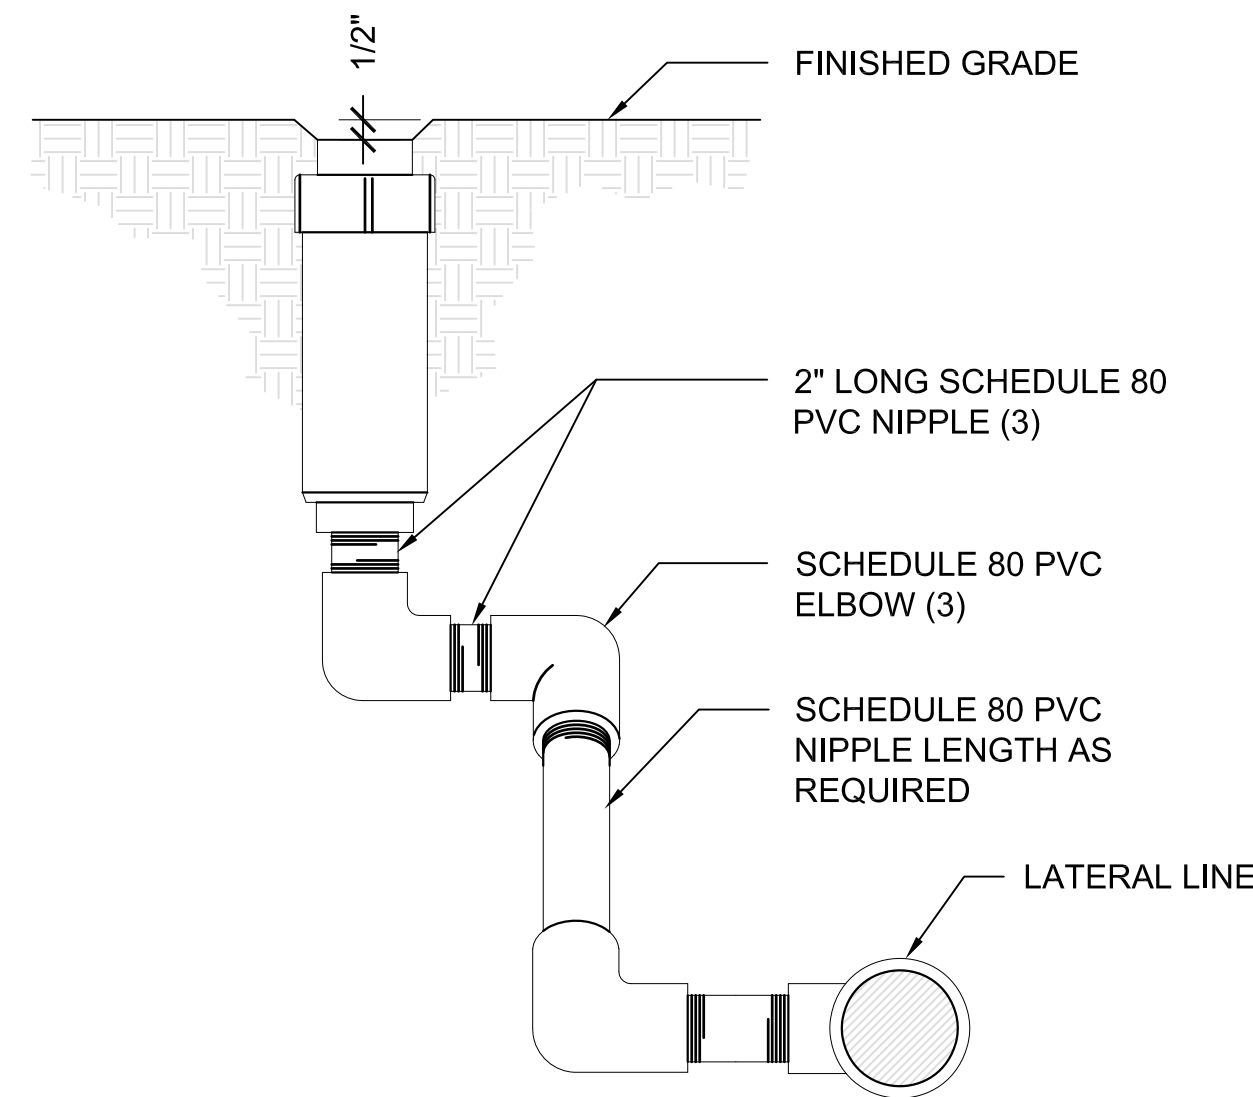 1/2"
FINISHED GRADE
2" LONG SCHEDULE 80
PVC NIPPLE (3)
SCHEDULE 80 PVC
ELBOW (3)
SCHEDULE 80 PVC
NIPPLE LENGTH AS
REQUIRED
LATERAL LINE